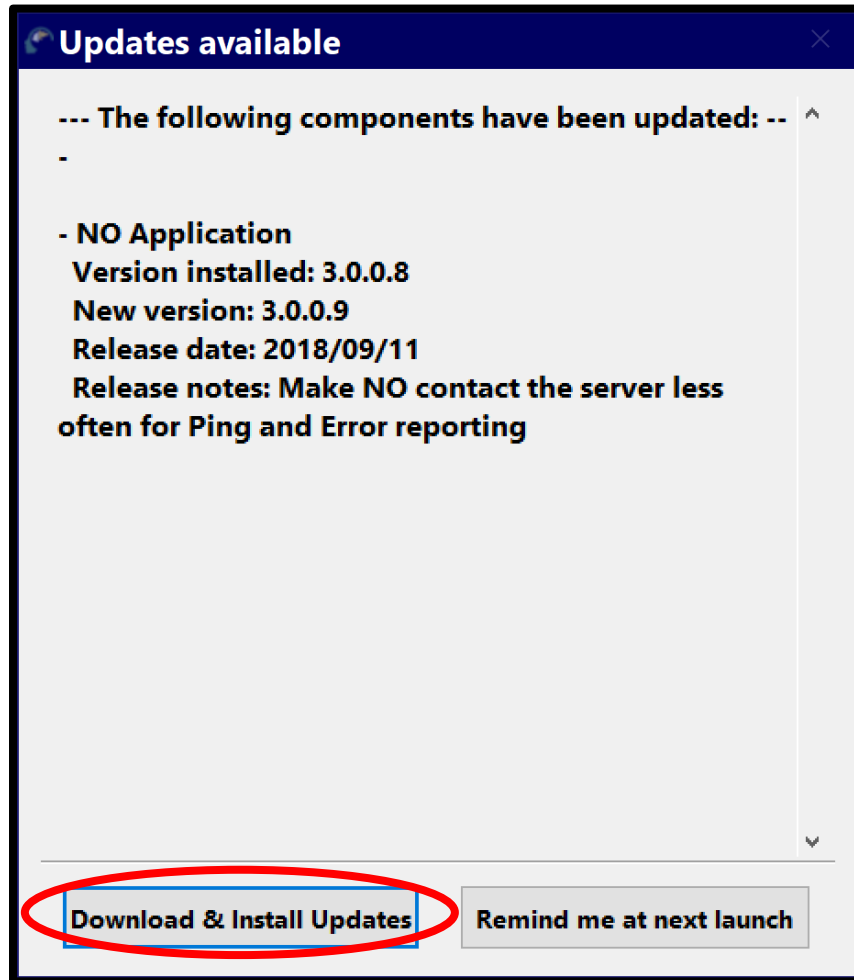 Updates available
--- The following components have been updated: --
-
- NO Application
Version installed: 3.0.0.8
New version: 3.0.0.9
Release date: 2018/09/11
Release notes: Make NO contact the server less
often for Ping and Error reporting
Download & Install Updates
Remind me at next launch